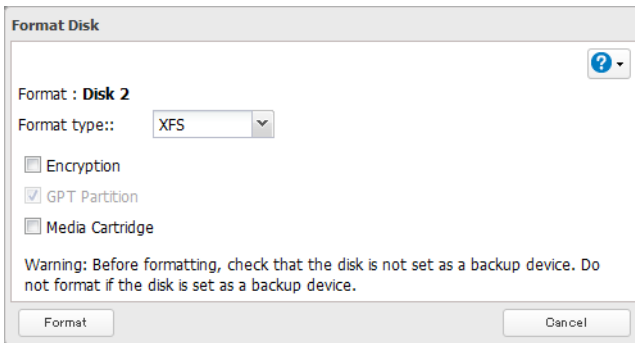 Format Disk
?
Format : Disk 2
Format type:: XFS
Encryption
GPT Partition
Media Cartridge
Warning: Before formatting, check that the disk is not set as a backup device. Do
not format if the disk is set as a backup device.
Format Cancel